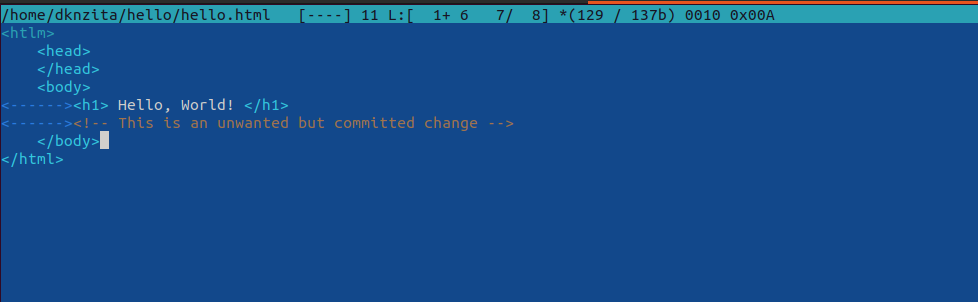 /home/dknzita/hello/hello.html   [----] 11 L:[  1+ 6   7/  8] *(129 / 137b) 0010 0x00A
<htlm>
    <head>
    </head>
    <body>
<------><h1> Hello, World! </h1>
<------><!-- This is an unwanted but committed change -->
    </body>
</html>